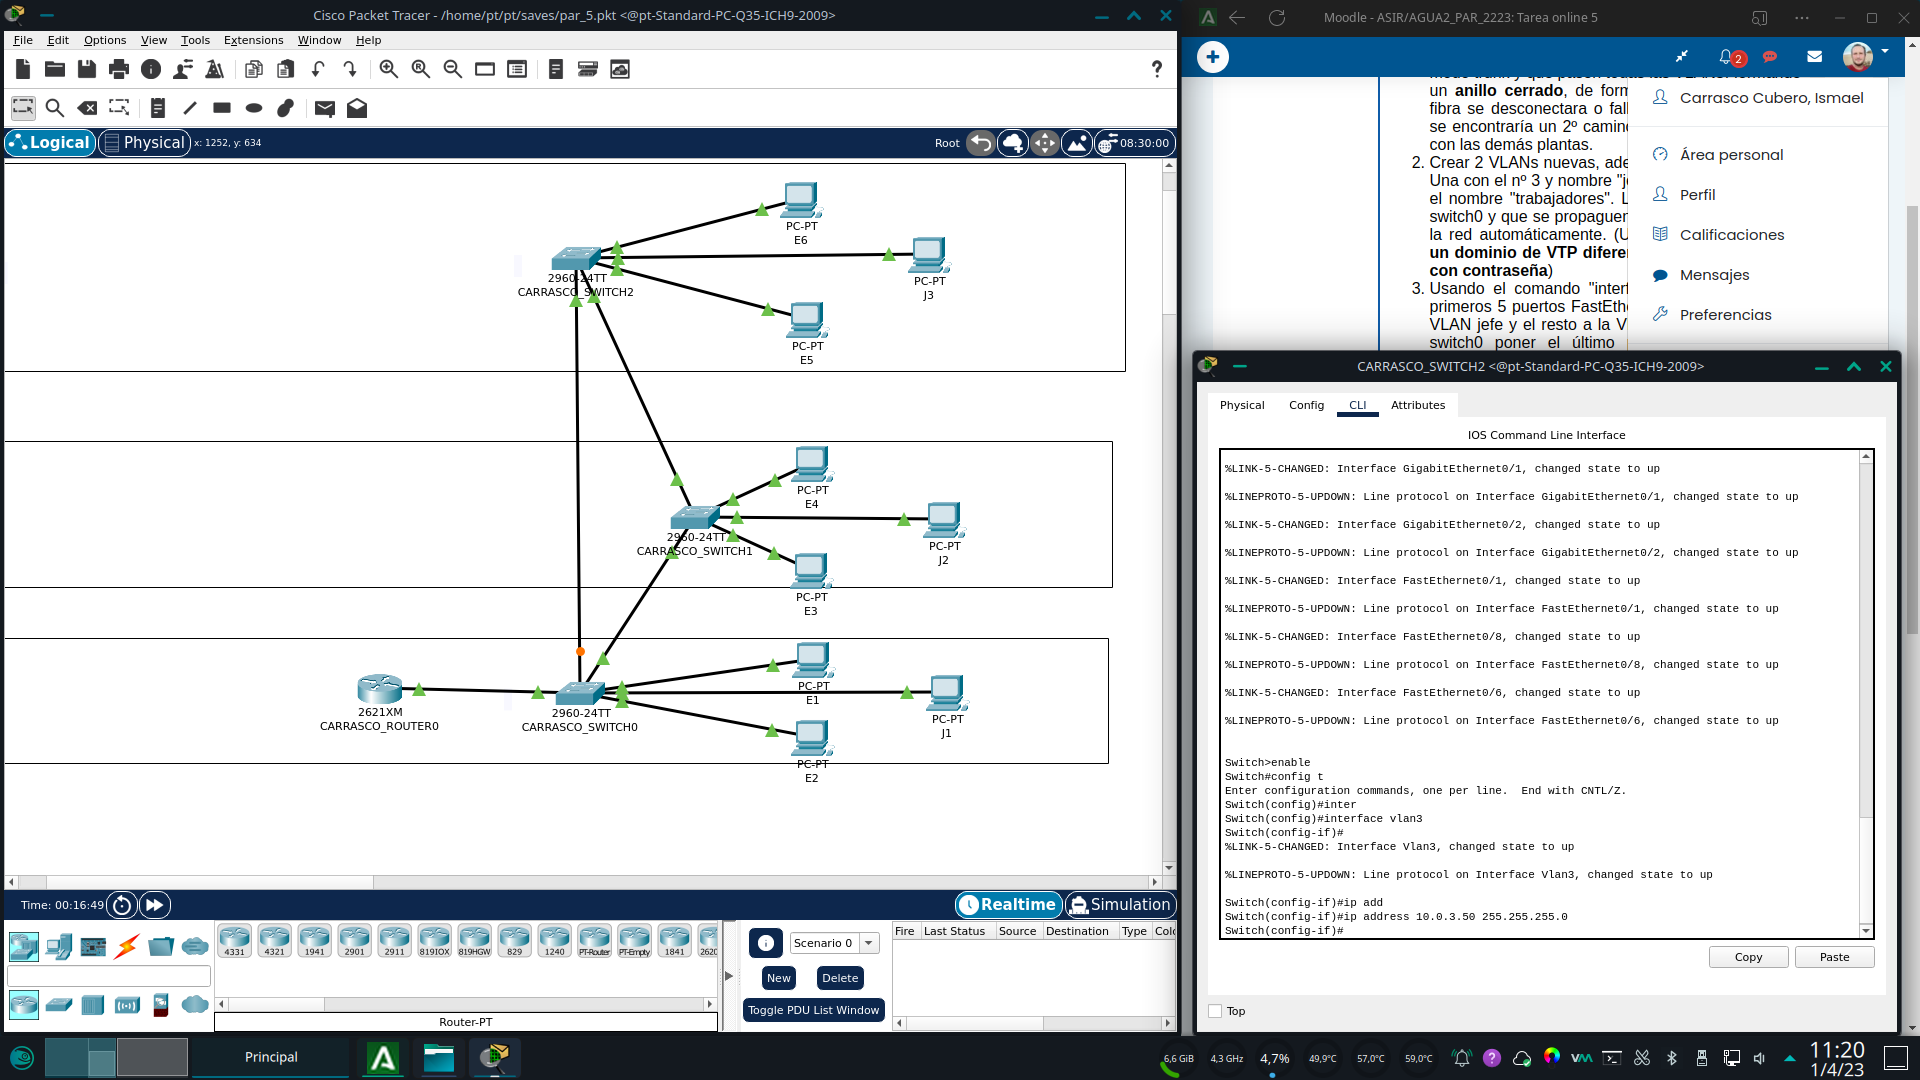 Cisco Packet Tracer - /home/pt/pt/saves/par_5.pkt <@pt-Standard-PC-Q35-ICH9-2009>
File Edit Options View Tools Extensions Window Help
Logical Physical x: 1252, y: 634 Root 08:30:00
PC-PT
E6
PC-PT
J3
2960-24TT
CARRASCO_SWITCH2
PC-PT
E5
PC-PT
E4
PC-PT
J2
2960-24TT
CARRASCO_SWITCH1
PC-PT
E3
PC-PT
E1
2621XM
CARRASCO_ROUTER0
2960-24TT
CARRASCO_SWITCH0
PC-PT
J1
PC-PT
E2
Time: 00:16:49 Realtime Simulation
4331 4321 1941 2901 2911 819IOX 819HGW 829 1240 PT-Router PT-Empty 1841 2620
Router-PT
Scenario 0
New Delete
Toggle PDU List Window
Fire Last Status Source Destination Type
Moodle - ASIR/AGUA2_PAR_2223: Tarea online 5
2
un anillo cerrado, de
fibra se desconectara o
se encontraría un 2º
con las demás plantas.
2. Crear 2 VLANs nuevas,
Una con el nº 3 y nombre
el nombre "trabajadores".
switch0 y que se
la red automáticamente.
un dominio de VTP
con contraseña)
3. Usando el comando
primeros 5 puertos
VLAN jefe y el resto a la
switch0 poner el último
Carrasco Cubero, Ismael
Área personal
Perfil
Calificaciones
Mensajes
Preferencias
CARRASCO_SWITCH2 <@pt-Standard-PC-Q35-ICH9-2009>
Physical Config CLI Attributes
IOS Command Line Interface
%LINK-5-CHANGED: Interface GigabitEthernet0/1, changed state to up
%LINEPROTO-5-UPDOWN: Line protocol on Interface GigabitEthernet0/1, changed state to up
%LINK-5-CHANGED: Interface GigabitEthernet0/2, changed state to up
%LINEPROTO-5-UPDOWN: Line protocol on Interface GigabitEthernet0/2, changed state to up
%LINK-5-CHANGED: Interface FastEthernet0/1, changed state to up
%LINEPROTO-5-UPDOWN: Line protocol on Interface FastEthernet0/1, changed state to up
%LINK-5-CHANGED: Interface FastEthernet0/8, changed state to up
%LINEPROTO-5-UPDOWN: Line protocol on Interface FastEthernet0/8, changed state to up
%LINK-5-CHANGED: Interface FastEthernet0/6, changed state to up
%LINEPROTO-5-UPDOWN: Line protocol on Interface FastEthernet0/6, changed state to up
Switch>enable
Switch#config t
Enter configuration commands, one per line. End with CNTL/Z.
Switch(config)#inter
Switch(config)#interface vlan3
Switch(config-if)#
%LINK-5-CHANGED: Interface Vlan3, changed state to up
%LINEPROTO-5-UPDOWN: Line protocol on Interface Vlan3, changed state to up
Switch(config-if)#ip add
Switch(config-if)#ip address 10.0.3.50 255.255.255.0
Switch(config-if)#
Copy Paste
Top
Principal
6,6 GiB 4,3 GHz 4,7% 49,9°C 57,0°C 59,0°C
11:20
1/4/23